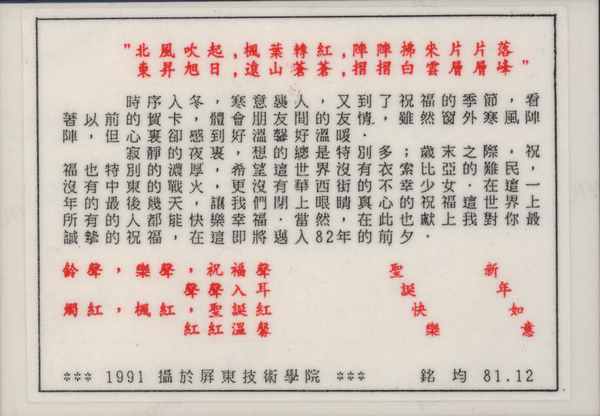 "北風吹起,楓葉轉紅,陣陣拂來片片落
東昇旭日,遠山蒼蒼,摺摺白雲層層峰"
時序入冬,寒意襲人,又到了祝福的季節,看
著以前的賀卡,體會朋友間的友情,雖然窗外寒風陣
陣,但心裏卻感到好溫馨好溫暖.
寂靜的夜裏,想的總是特別多;歲末之際,祝
福也特別的濃厚,希望這世界沒有衣索比亞的難民,
沒有中東的戰火,更沒有華西街的不幸少女.在這一
年的最後幾天,讓我們閉上眼睛,真心的祝福這世上
所有的人都能快樂幸福.當然,在此也獻上我對你最
誠摯的祝福,在這即將邁入82年的前夕.
鈴聲,樂聲,祝福聲
聲聲入耳
燭紅,楓紅,聖誕紅
紅紅溫馨
聖誕快樂
新年如意
*** 1991 攝於屏東技術學院 *** 銘均 81.12